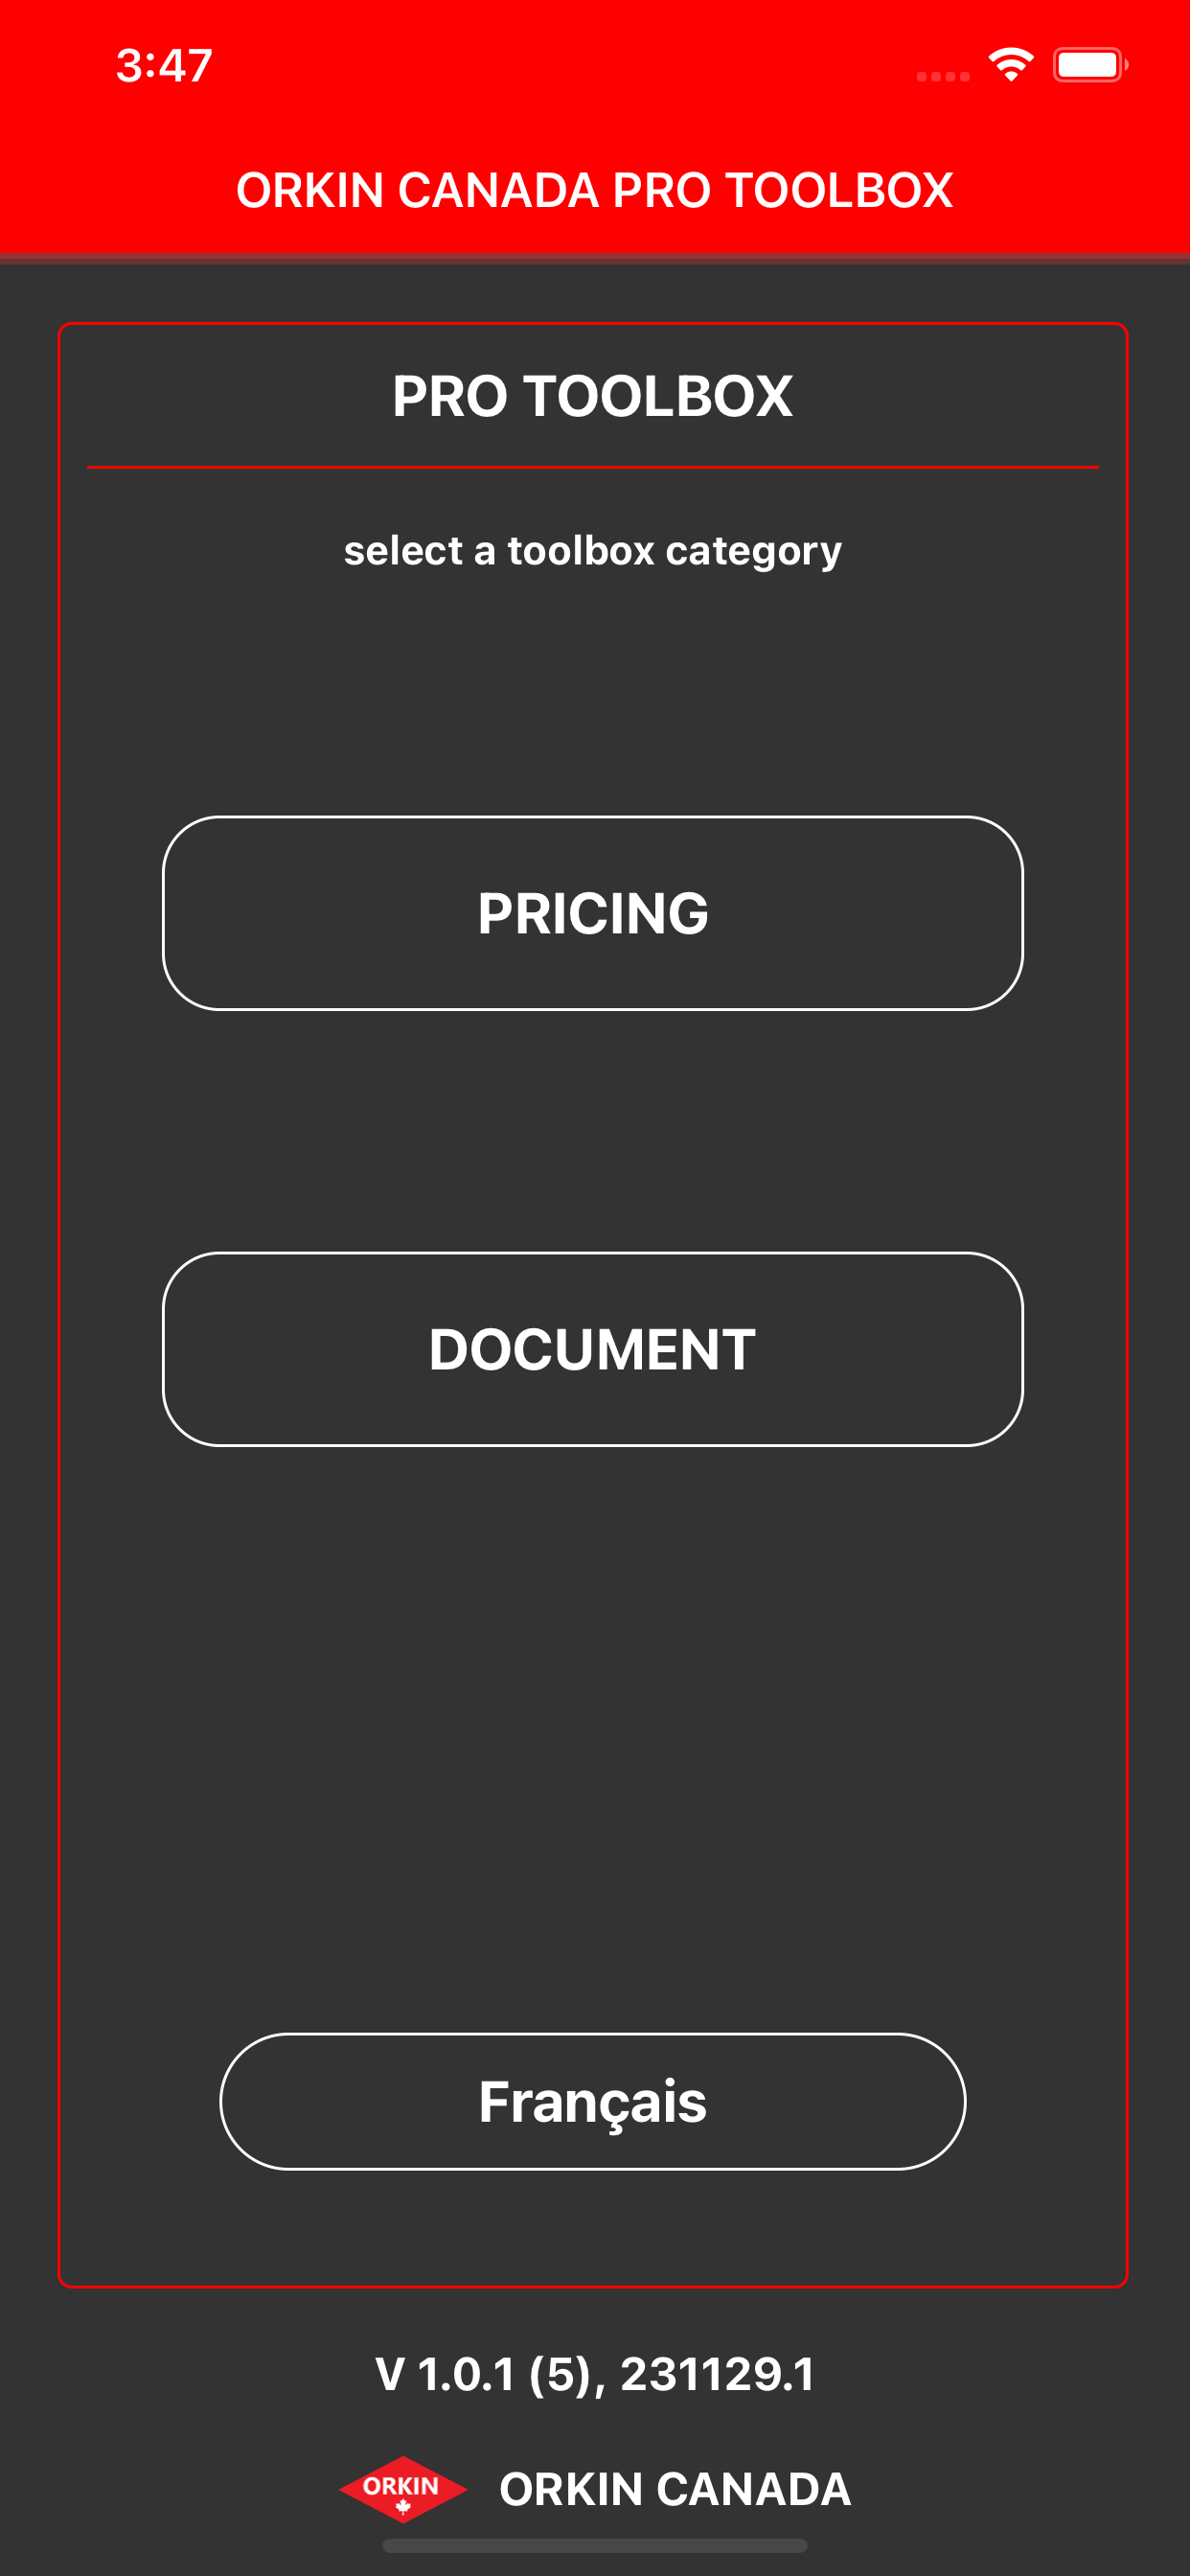 3:47
ORKIN CANADA PRO TOOLBOX
PRO TOOLBOX
select a toolbox category
PRICING
DOCUMENT
Français
V 1.0.1 (5), 231129.1
ORKIN
ORKIN CANADA